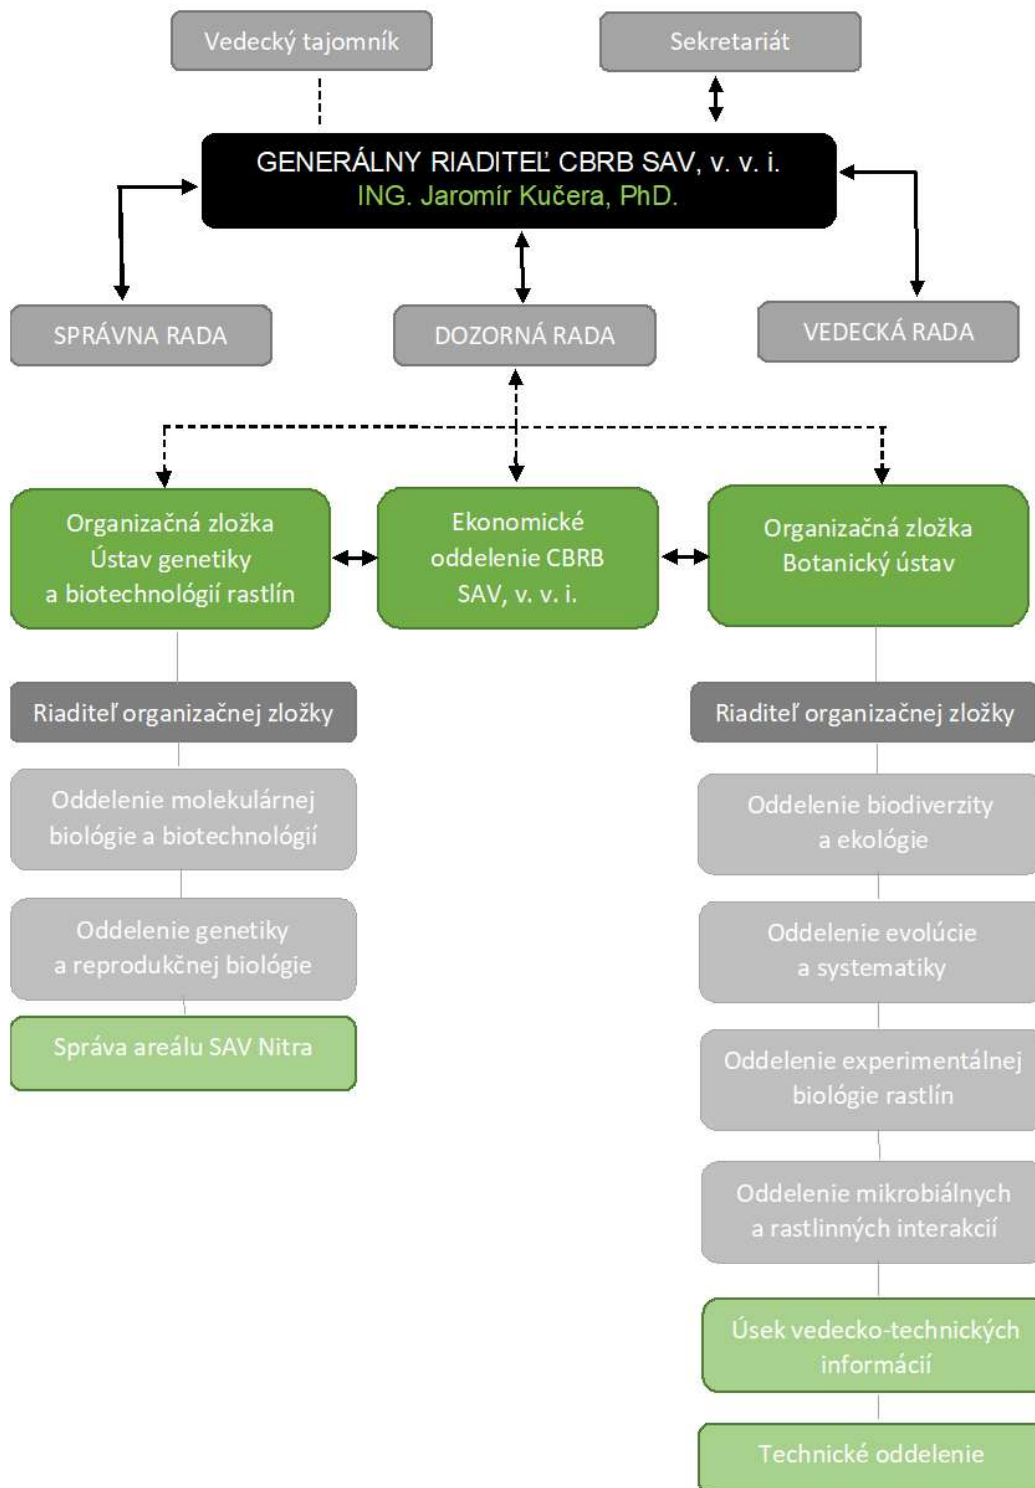 Vedecký tajomník
Sekretariát
GENERÁLNY RIADITEĽ CBRB SAV, v. v. i.
ING. Jaromír Kučera, PhD.
SPRÁVNA RADA
DOZORNÁ RADA
VEDECKÁ RADA
Organizačná zložka
Ústav genetiky
a biotechnológií rastlín
Ekonomické
oddelenie CBRB
SAV, v. v. i.
Organizačná zložka
Botanický ústav
Riaditeľ organizačnej zložky
Oddelenie molekulárnej
biológie a biotechnológií
Oddelenie genetiky
a reprodukčnej biológie
Správa areálu SAV Nitra
Riaditeľ organizačnej zložky
Oddelenie biodiverzity
a ekológie
Oddelenie evolúcie
a systematiky
Oddelenie experimentálnej
biológie rastlín
Oddelenie mikrobiálnych
a rastlinných interakcií
Úsek vedecko-technických
informácií
Technické oddelenie